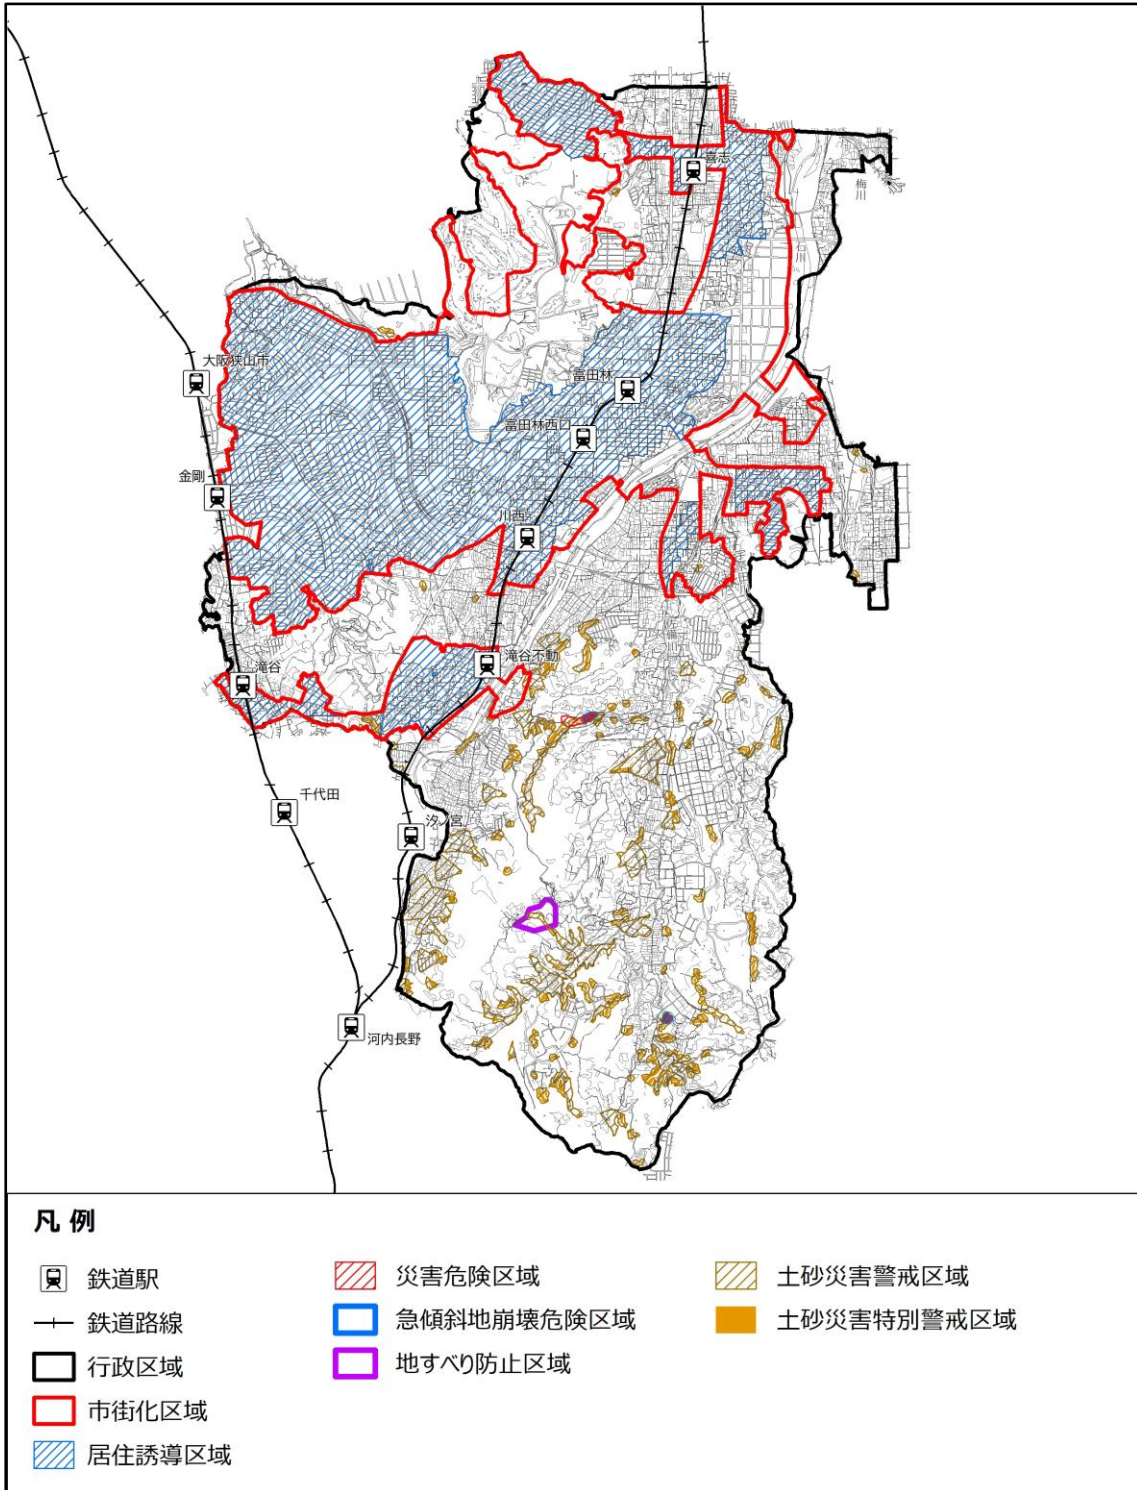 喜志
梅川
川
大阪狭山市
富田林
富田林西口
金剛
川西
滝谷不動
滝谷
千代田
汐ノ宮
河内長野
凡 例
鉄道駅
鉄道路線
行政区域
市街化区域
居住誘導区域
災害危険区域
急傾斜地崩壊危険区域
地すべり防止区域
土砂災害警戒区域
土砂災害特別警戒区域